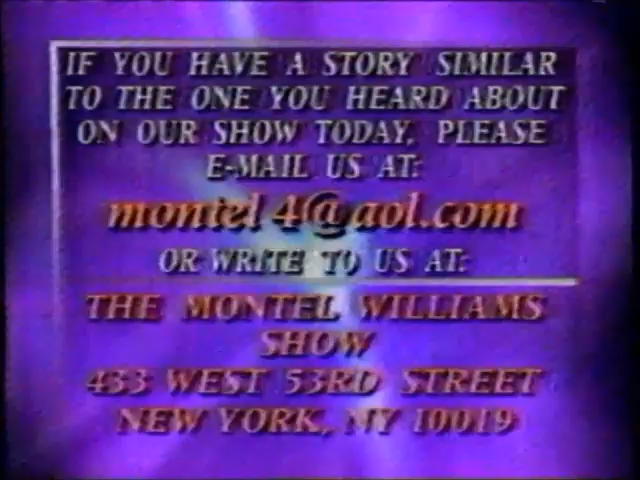 IF YOU HAVE A STORY SIMILAR
TO THE ONE YOU HEARD ABOUT
ON OUR SHOW TODAY, PLEASE
E-MAIL US AT:
montel4@aol.com
OR WRITE TO US AT:
THE MONTEL WILLIAMS
SHOW
433 WEST 53RD STREET
NEW YORK, NY 10019